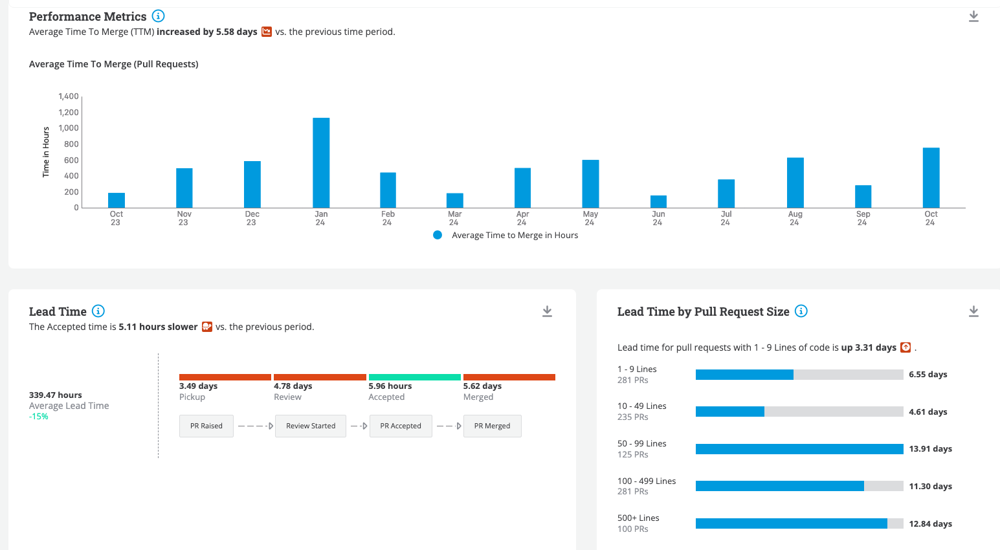 Performance Metrics
Average Time To Merge (TTM) increased by 5.58 days vs. the previous time period.
Average Time To Merge (Pull Requests)
Time in Hours
1,400
1,200
1,000
800
600
400
200
0
Oct 23
Nov 23
Dec 23
Jan 24
Feb 24
Mar 24
Apr 24
May 24
Jun 24
Jul 24
Aug 24
Sep 24
Oct 24
Average Time to Merge in Hours
Lead Time
The Accepted time is 5.11 hours slower vs. the previous period.
339.47 hours
Average Lead Time
-15%
3.49 days
Pickup
4.78 days
Review
5.96 hours
Accepted
5.62 days
Merged
PR Raised
Review Started
PR Accepted
PR Merged
Lead Time by Pull Request Size
Lead time for pull requests with 1 - 9 Lines of code is up 3.31 days .
1 - 9 Lines
281 PRs
6.55 days
10 - 49 Lines
235 PRs
4.61 days
50 - 99 Lines
125 PRs
13.91 days
100 - 499 Lines
281 PRs
11.30 days
500+ Lines
100 PRs
12.84 days